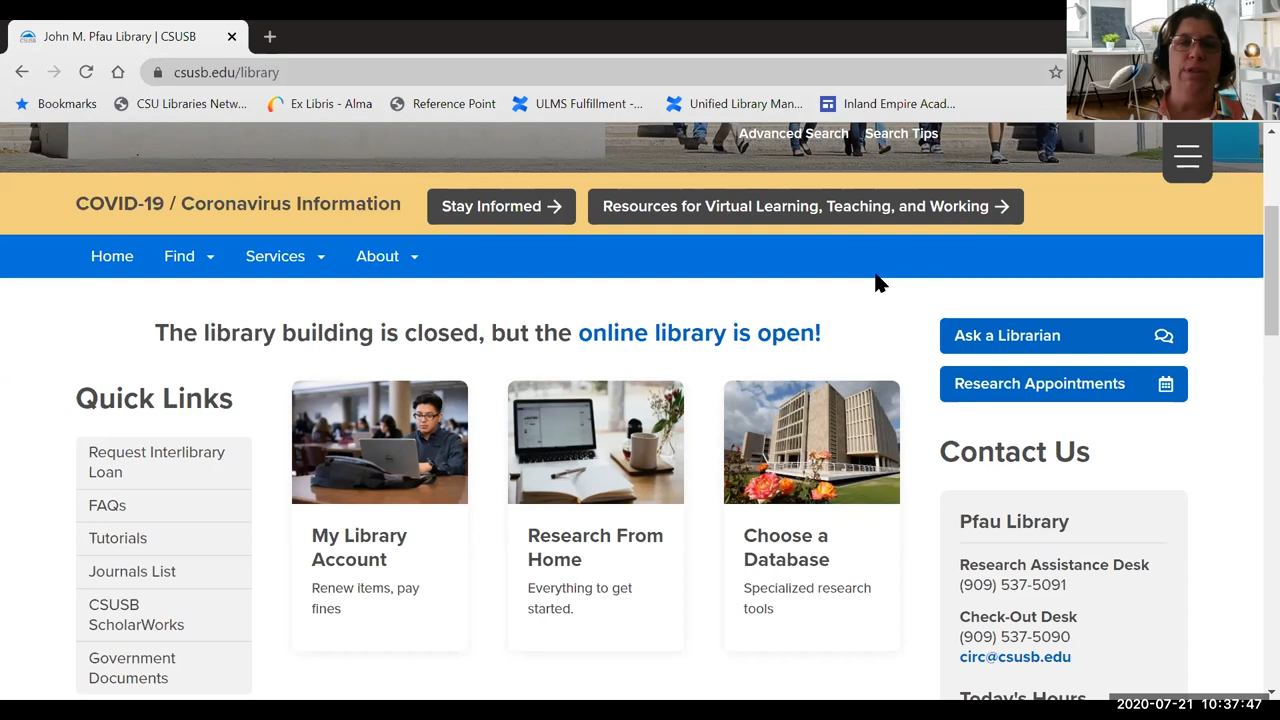 John M. Pfau Library | CSUSB
csusb.edu/library
Bookmarks
CSU Libraries Netw...
Ex Libris - Alma
Reference Point
ULMS Fulfillment -...
Unified Library Man...
Inland Empire Acad...
Advanced Search
Search Tips
COVID-19 / Coronavirus Information
Stay Informed →
Resources for Virtual Learning, Teaching, and Working →
Home
Find
Services
About
The library building is closed, but the online library is open!
Quick Links
Request Interlibrary
Loan
FAQs
Tutorials
Journals List
CSUSB
ScholarWorks
Government
Documents
My Library
Account
Renew items, pay
fines
Research From
Home
Everything to get
started.
Choose a
Database
Specialized research
tools
Ask a Librarian
Research Appointments
Contact Us
Pfau Library
Research Assistance Desk
(909) 537-5091
Check-Out Desk
(909) 537-5090
circ@csusb.edu
Today's Hours
2020-07-21 10:37:47